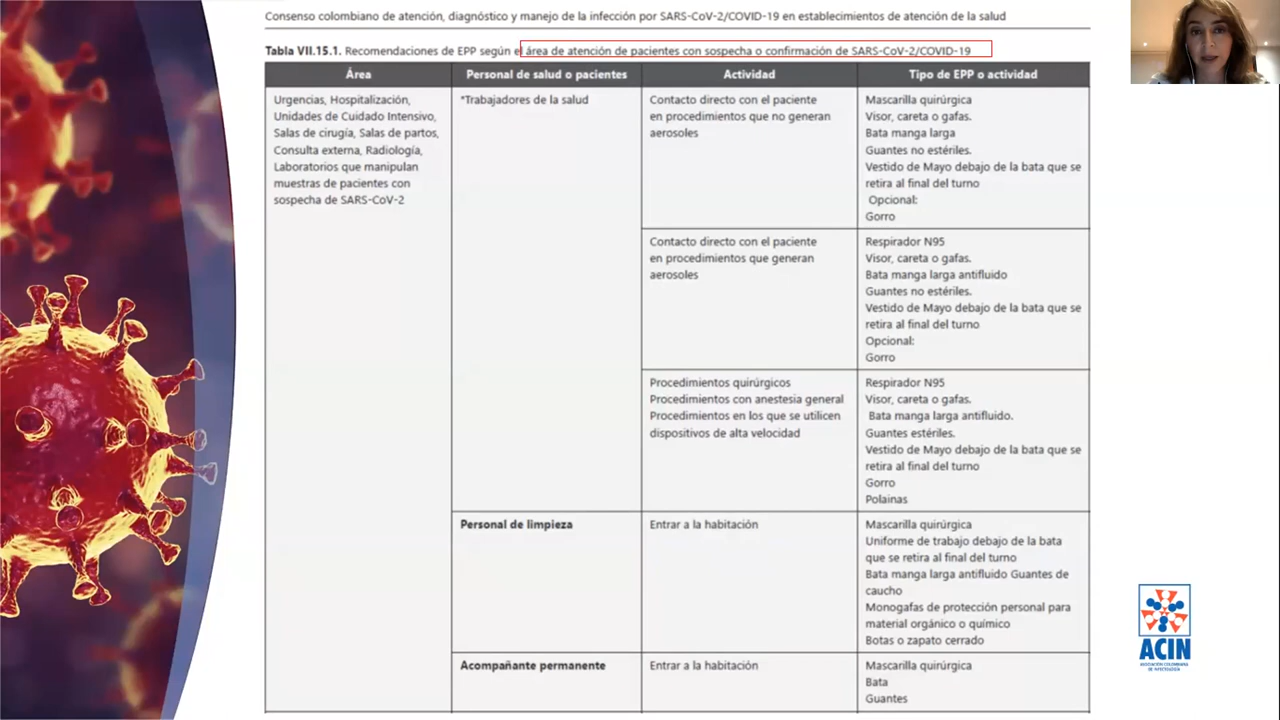 Consenso colombiano de atención, diagnóstico y manejo de la infección por SARS-CoV-2/COVID-19 en establecimientos de atención de la salud
Tabla VII.15.1. Recomendaciones de EPP según el área de atención de pacientes con sospecha o confirmación de SARS-CoV-2/COVID-19
Área
Personal de salud o pacientes
Actividad
Tipo de EPP o actividad
Urgencias, Hospitalización,
Unidades de Cuidado Intensivo,
Salas de cirugía, Salas de partos,
Consulta externa, Radiología,
Laboratorios que manipulan
muestras de pacientes con
sospecha de SARS-CoV-2
*Trabajadores de la salud
Contacto directo con el paciente
en procedimientos que no generan
aerosoles
Mascarilla quirúrgica
Visor, careta o gafas.
Bata manga larga
Guantes no estériles.
Vestido de Mayo debajo de la bata que se
retira al final del turno
Opcional:
Gorro
Contacto directo con el paciente
en procedimientos que generan
aerosoles
Respirador N95
Visor, careta o gafas.
Bata manga larga antifluido
Guantes no estériles.
Vestido de Mayo debajo de la bata que se
retira al final del turno
Opcional:
Gorro
Procedimientos quirúrgicos
Procedimientos con anestesia general
Procedimientos en los que se utilicen
dispositivos de alta velocidad
Respirador N95
Visor, careta o gafas.
Bata manga larga antifluido.
Guantes estériles.
Vestido de Mayo debajo de la bata que se
retira al final del turno
Gorro
Polainas
Personal de limpieza
Entrar a la habitación
Mascarilla quirúrgica
Uniforme de trabajo debajo de la bata
que se retira al final del turno
Bata manga larga antifluido Guantes de
caucho
Monogafas de protección personal para
material orgánico o químico
Botas o zapato cerrado
Acompañante permanente
Entrar a la habitación
Mascarilla quirúrgica
Bata
Guantes
ACIN
ASOCIACIÓN COLOMBIANA
DE INFECTOLOGÍA